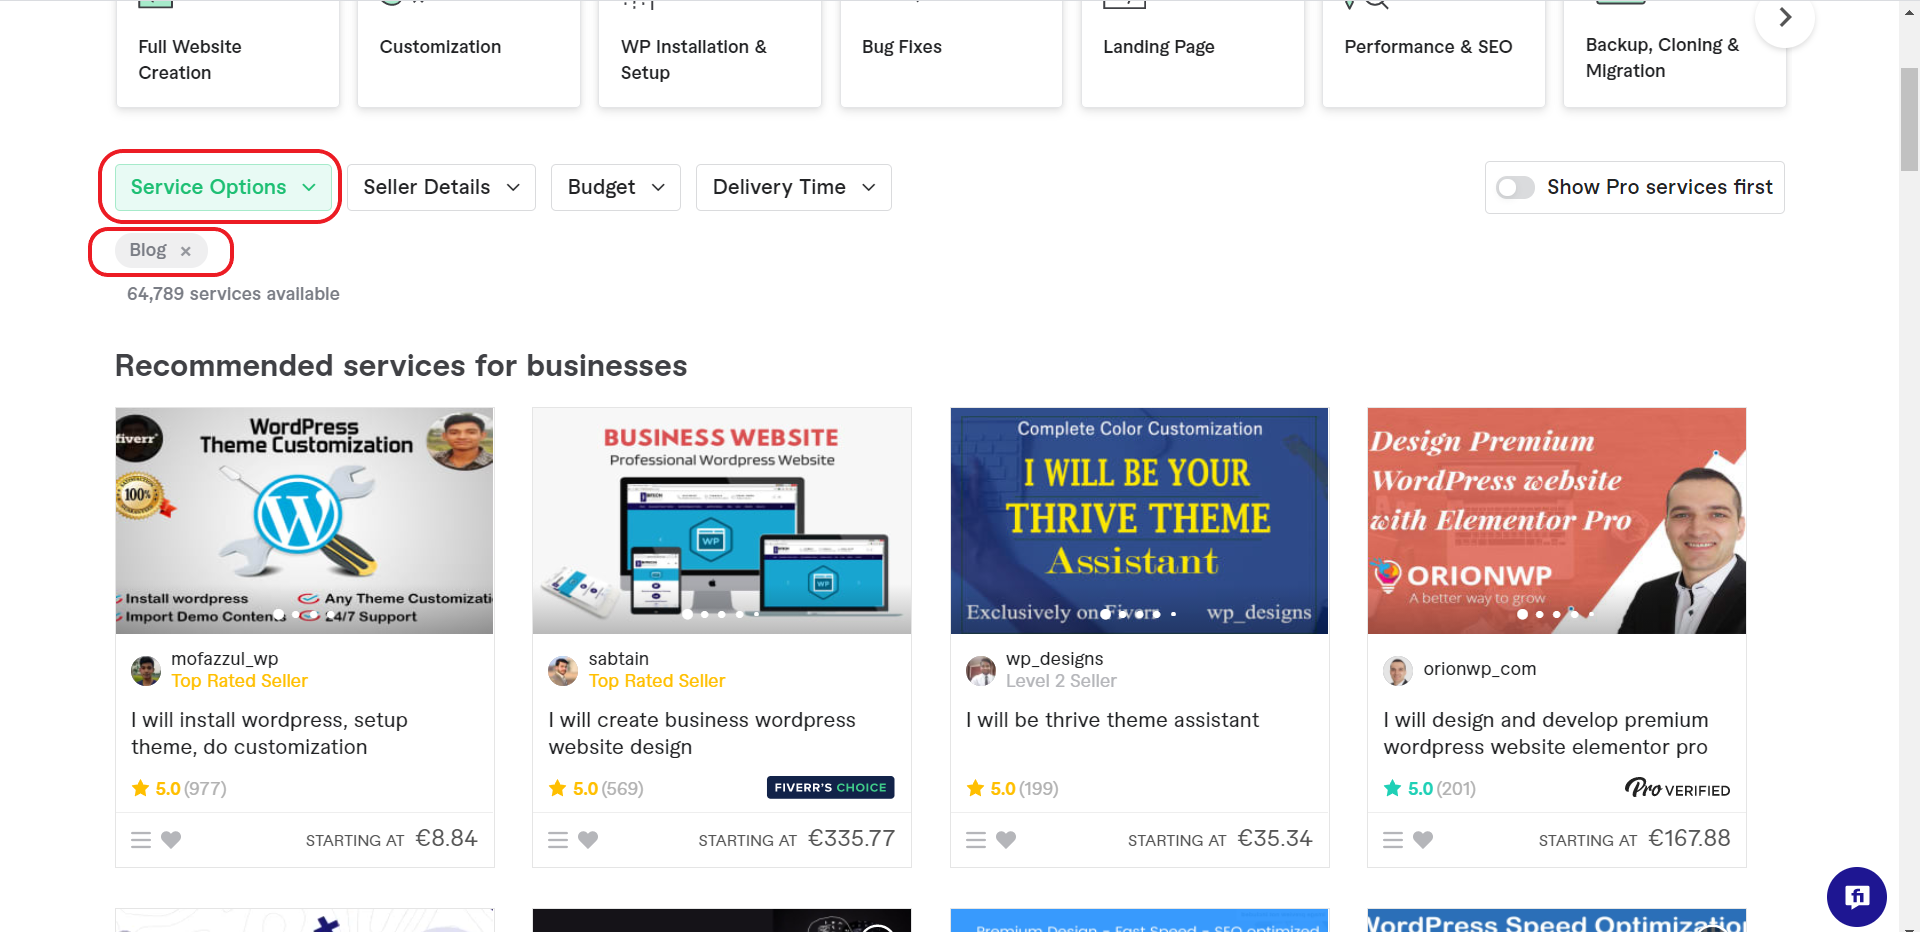 Full Website
Creation
Customization
WP Installation &
Setup
Bug Fixes
Landing Page
Performance & SEO
Backup, Cloning &
Migration
Service Options
Seller Details
Budget
Delivery Time
Show Pro services first
Blog ×
64,789 services available
Recommended services for businesses
fiverr
WordPress
Theme Customization
100%
Install wordpress
Any Theme Customizati
Import Demo Contents
24/7 Support
BUSINESS WEBSITE
Professional Wordpress Website
WP
WP
Complete Color Customization
I WILL BE YOUR
THRIVE THEME
Assistant
Exclusively on Fiverr
wp_designs
Design Premium
WordPress website
with Elementor Pro
ORIONWP
A better way to grow
mofazzul_wp
Top Rated Seller
I will install wordpress, setup
theme, do customization
5.0 (977)
STARTING AT €8.84
sabtain
Top Rated Seller
I will create business wordpress
website design
5.0 (569)
FIVERR'S CHOICE
STARTING AT €335.77
wp_designs
Level 2 Seller
I will be thrive theme assistant
5.0 (199)
STARTING AT €35.34
orionwp_com
I will design and develop premium
wordpress website elementor pro
5.0 (201)
Pro VERIFIED
STARTING AT €167.88
Premium Design - Fast Speed - SEO optimized
WordPress Speed Optimization
fi